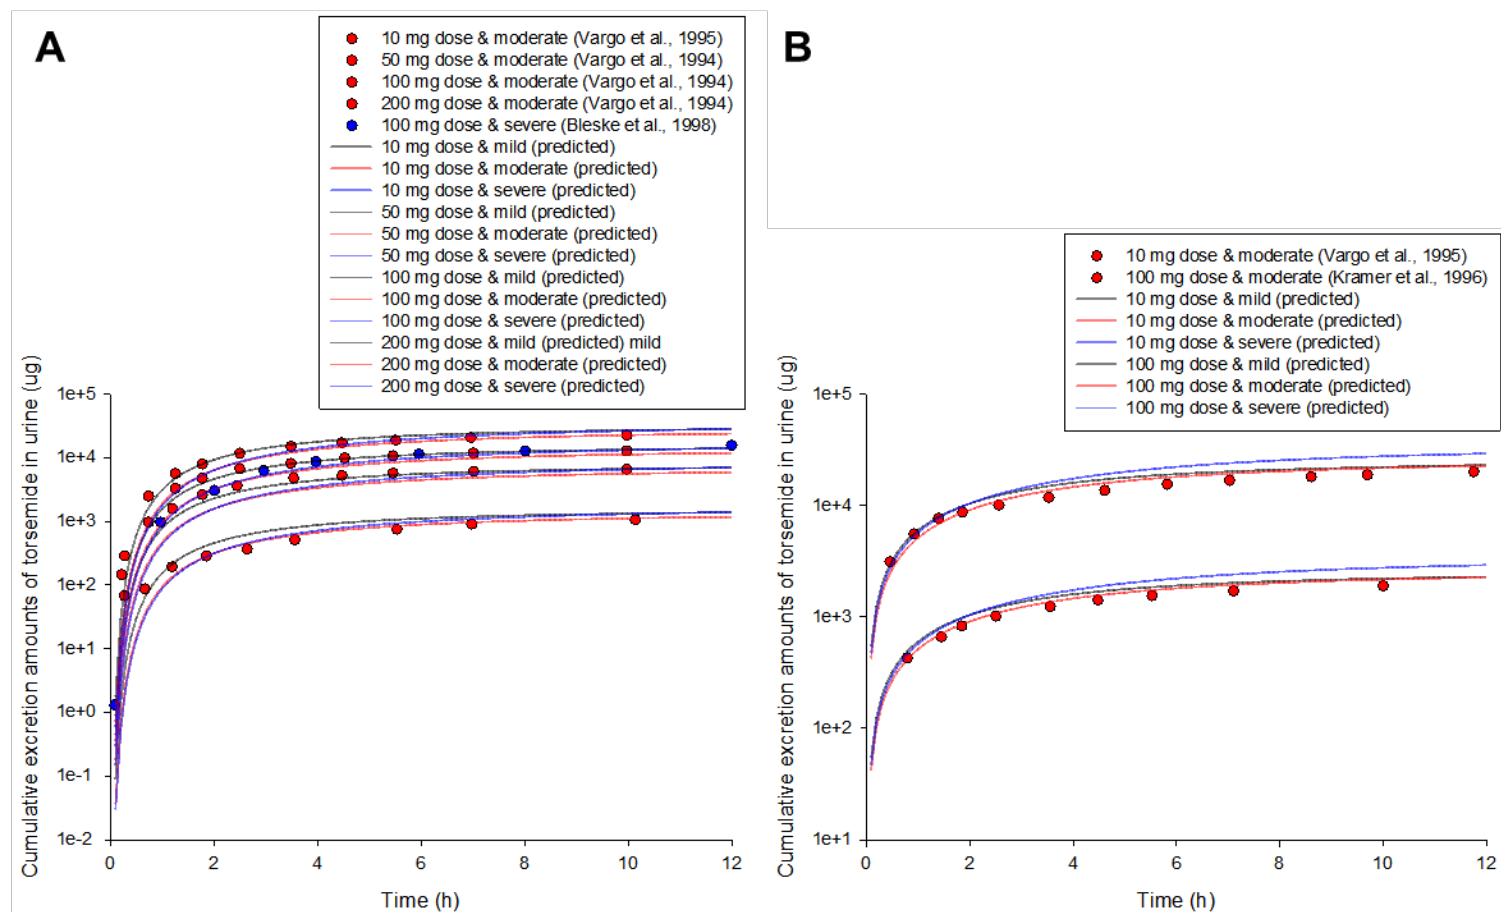 A
10 mg dose & moderate (Vargo et al., 1995)
50 mg dose & moderate (Vargo et al., 1994)
100 mg dose & moderate (Vargo et al., 1994)
200 mg dose & moderate (Vargo et al., 1994)
100 mg dose & severe (Bleske et al., 1998)
10 mg dose & mild (predicted)
10 mg dose & moderate (predicted)
10 mg dose & severe (predicted)
50 mg dose & mild (predicted)
50 mg dose & moderate (predicted)
50 mg dose & severe (predicted)
100 mg dose & mild (predicted)
100 mg dose & moderate (predicted)
100 mg dose & severe (predicted)
200 mg dose & mild (predicted) mild
200 mg dose & moderate (predicted)
200 mg dose & severe (predicted)
Cumulative excretion amounts of torsemide in urine (ug)
1e+5
1e+4
1e+3
1e+2
1e+1
1e+0
1e-1
1e-2
0 2 4 6 8 10 12
Time (h)
B
10 mg dose & moderate (Vargo et al., 1995)
100 mg dose & moderate (Kramer et al., 1996)
10 mg dose & mild (predicted)
10 mg dose & moderate (predicted)
10 mg dose & severe (predicted)
100 mg dose & mild (predicted)
100 mg dose & moderate (predicted)
100 mg dose & severe (predicted)
Cumulative excretion amounts of torsemide in urine (ug)
1e+5
1e+4
1e+3
1e+2
1e+1
0 2 4 6 8 10 12
Time (h)